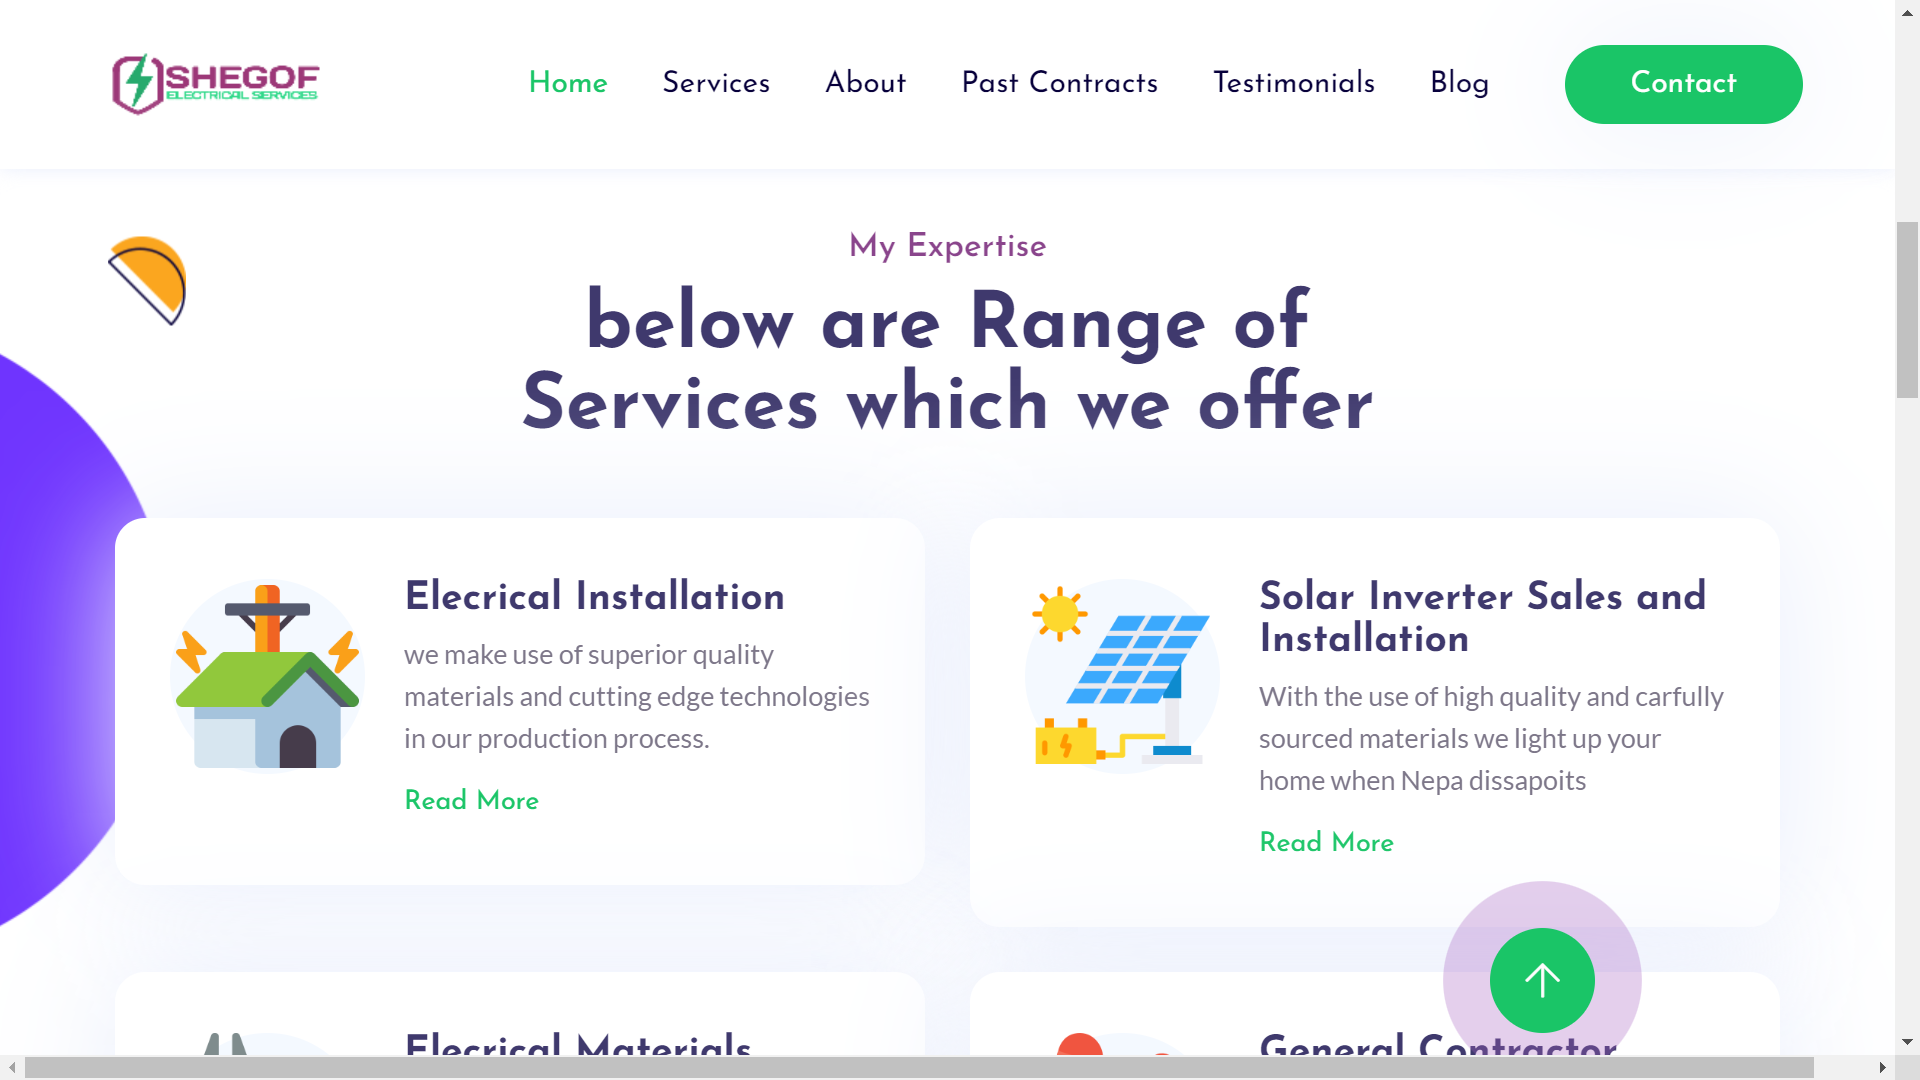 SHEGOF
ELECTRICAL SERVICES
Home
Services
About
Past Contracts
Testimonials
Blog
Contact
My Expertise
below are Range of
Services which we offer
Elecrical Installation
we make use of superior quality
materials and cutting edge technologies
in our production process.
Read More
Solar Inverter Sales and
Installation
With the use of high quality and carfully
sourced materials we light up your
home when Nepa dissapoits
Read More
Elecrical Materials
General Contractor